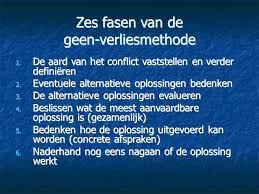 Zes fasen van de
geen-verliesmethode
1. De aard van het conflict vaststellen en verder
definiëren
2. Eventuele alternatieve oplossingen bedenken
3. De alternatieve oplossingen evalueren
4. Beslissen wat de meest aanvaardbare
oplossing is (gezamenlijk)
5. Bedenken hoe de oplossing uitgevoerd kan
worden (concrete afspraken)
6. Naderhand nog eens nagaan of de oplossing
werkt